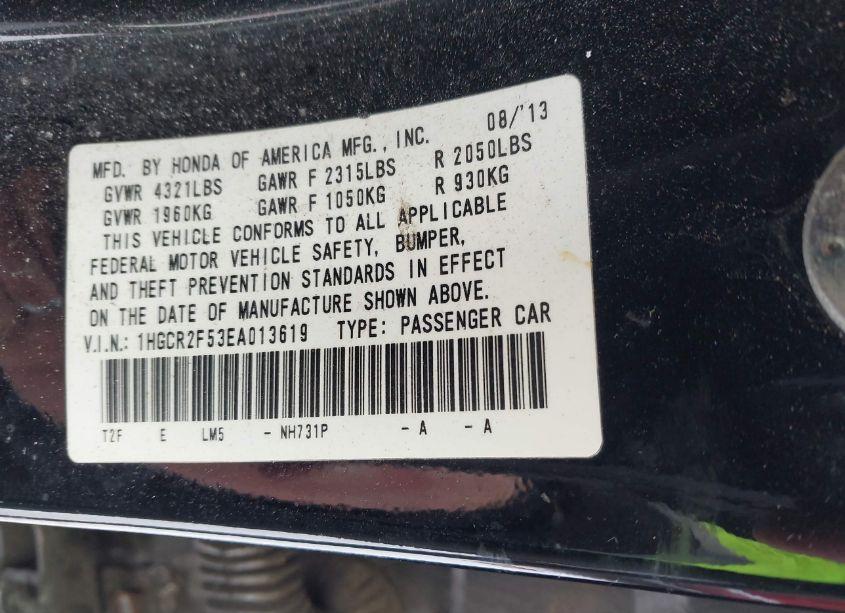 MFD. BY HONDA OF AMERICA MFG., INC. 08/'13
GVWR 4321LBS GAWR F 2315LBS R 2050LBS
GVWR 1960KG GAWR F 1050KG R 930KG
THIS VEHICLE CONFORMS TO ALL APPLICABLE
FEDERAL MOTOR VEHICLE SAFETY, BUMPER,
AND THEFT PREVENTION STANDARDS IN EFFECT
ON THE DATE OF MANUFACTURE SHOWN ABOVE.
V.I.N.: 1HGCR2F53EA013619 TYPE: PASSENGER CAR
T2F E LM5 - NH731P - A - A